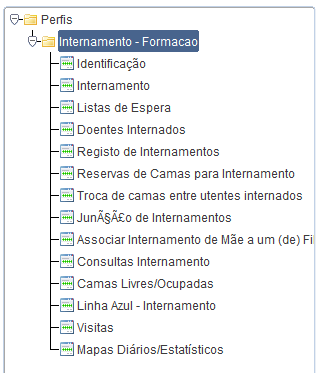 Perfis
Internamento - Formacao
Identificação
Internamento
Listas de Espera
Doentes Internados
Registo de Internamentos
Reservas de Camas para Internamento
Troca de camas entre utentes internados
JunÃ§Ã£o de Internamentos
Associar Internamento de Mãe a um (de) Fi
Consultas Internamento
Camas Livres/Ocupadas
Linha Azul - Internamento
Visitas
Mapas Diários/Estatísticos